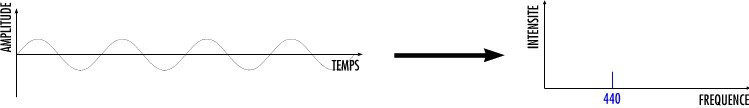 AMPLITUDE
TEMPS
INTENSITE
440
FREQUENCE